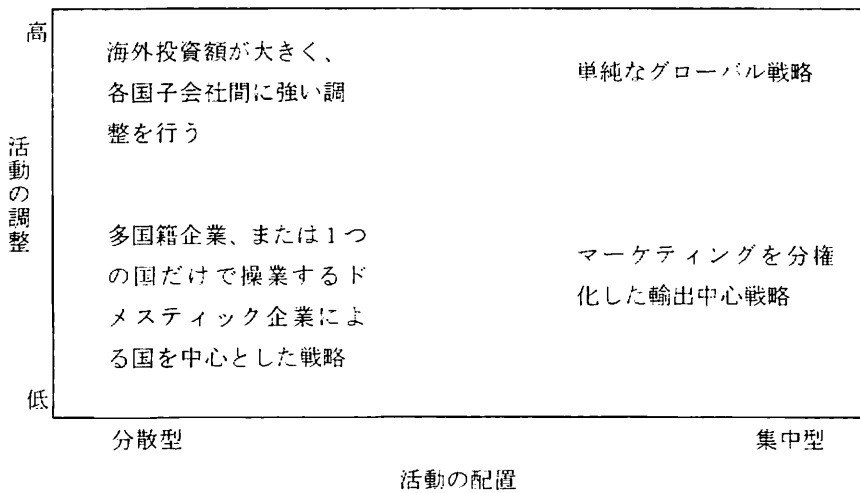 高
海外投資額が大きく、
各国子会社間に強い調
整を行う
単純なグローバル戦略
活動の調整
多国籍企業、または1つ
の国だけで操業するド
メスティック企業によ
る国を中心とした戦略
マーケティングを分権
化した輸出中心戦略
低
分散型
集中型
活動の配置